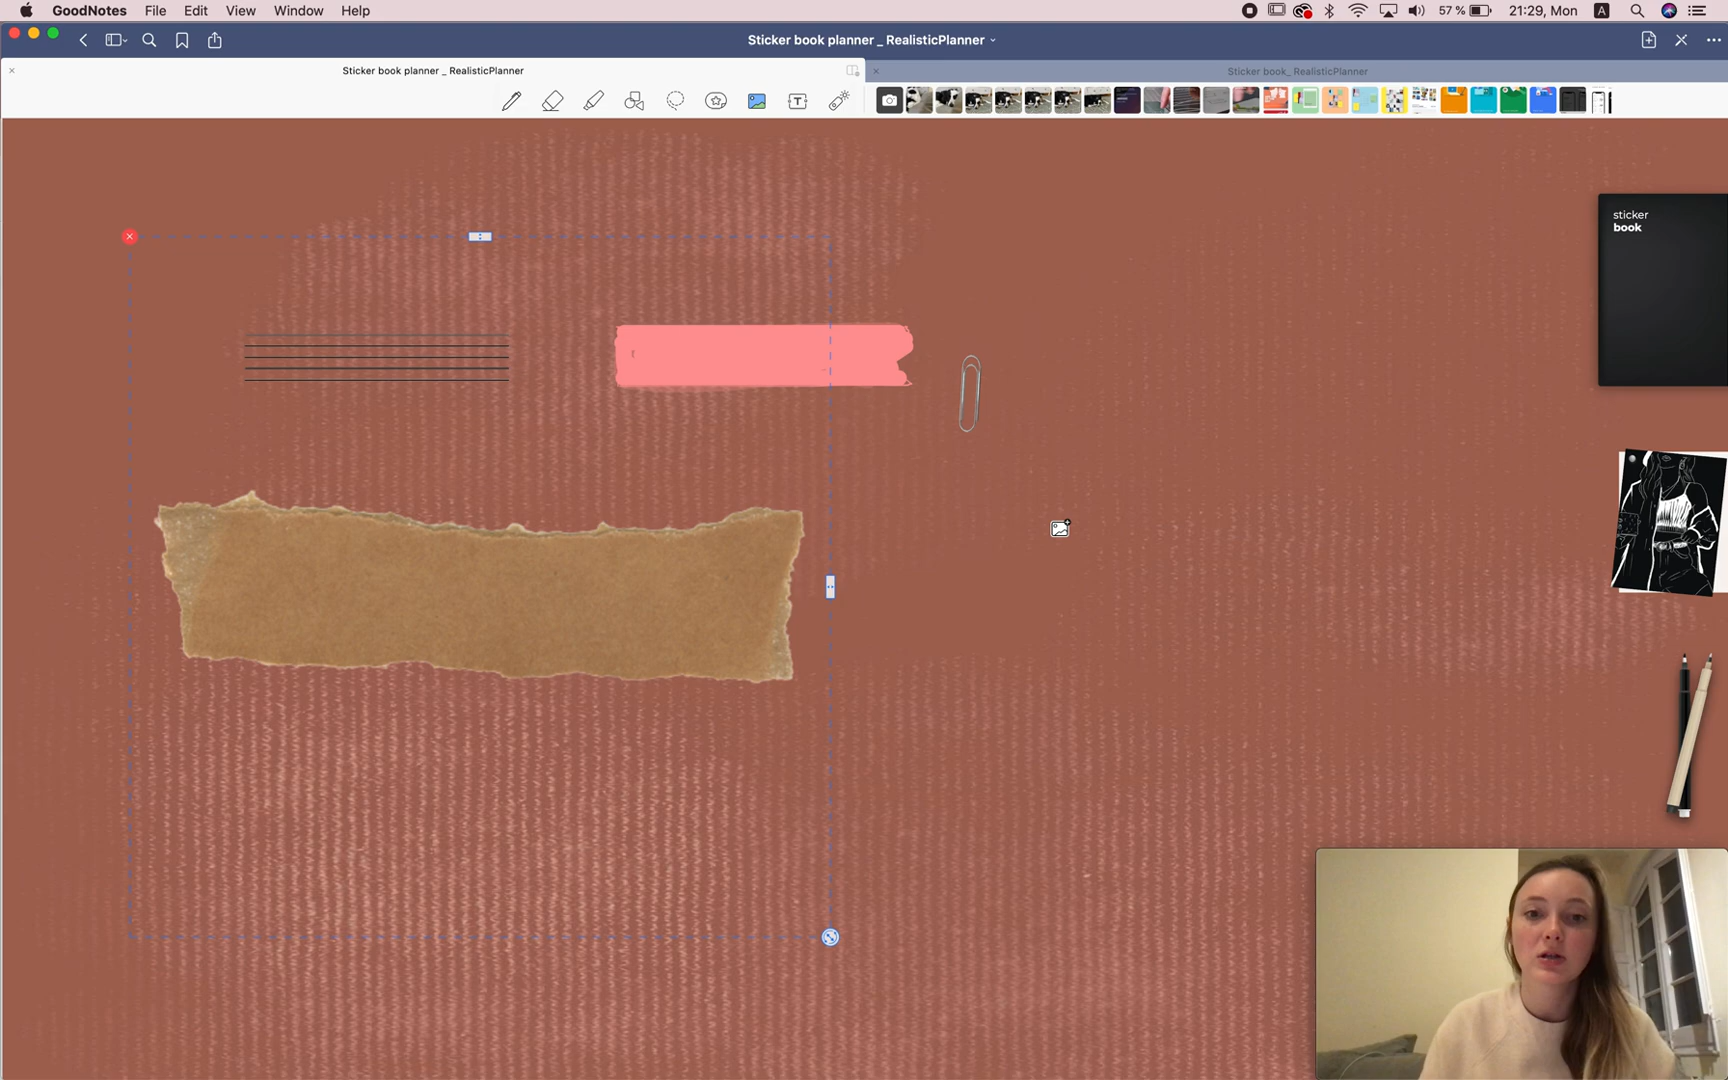 GoodNotes File Edit View Window Help
57 % 21:29, Mon A
Sticker book planner _ RealisticPlanner
Sticker book planner _ RealisticPlanner
Sticker book_ RealisticPlanner
T
sticker
book